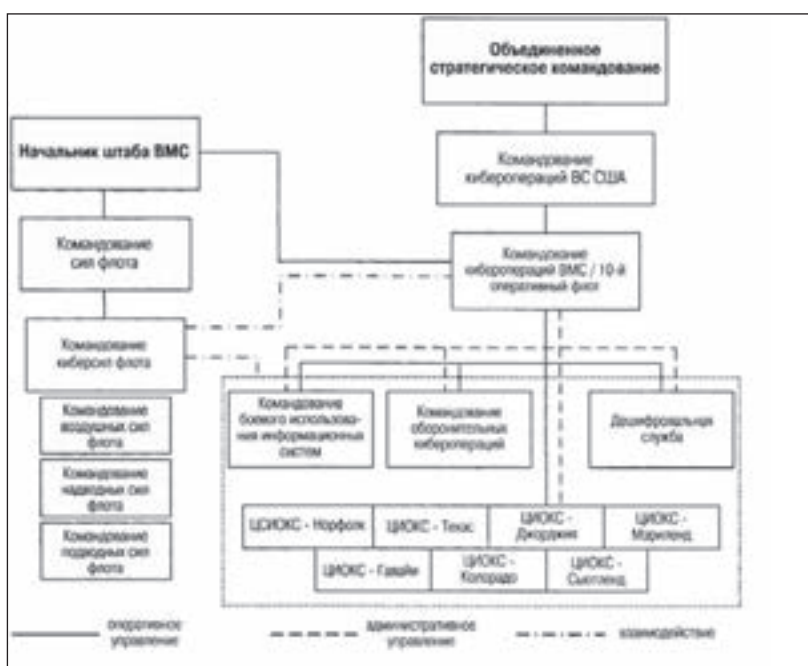 Объединенное
стратегическое командование
Начальник штаба ВМС
Командование
киберопераций ВС США
Командование
сил флота
Командование
киберопераций ВМС / 10-й
оперативный флот
Командование
киберсил флота
Командование
воздушных сил
флота
Командование
надводных сил
флота
Командование
подводных сил
флота
Командование
боевого использова-
ния информационных
систем
Командование
оборонительных
киберопераций
Дешифровальная
служба
ЦСИОКС - Норфолк
ЦИОКС - Техас
ЦИОКС -
Джорджия
ЦИОКС -
Мэриленд
ЦИОКС - Гавайи
ЦИОКС -
Колорадо
ЦИОКС -
Сьютленд
оперативное
управление
административное
управление
взаимодействие